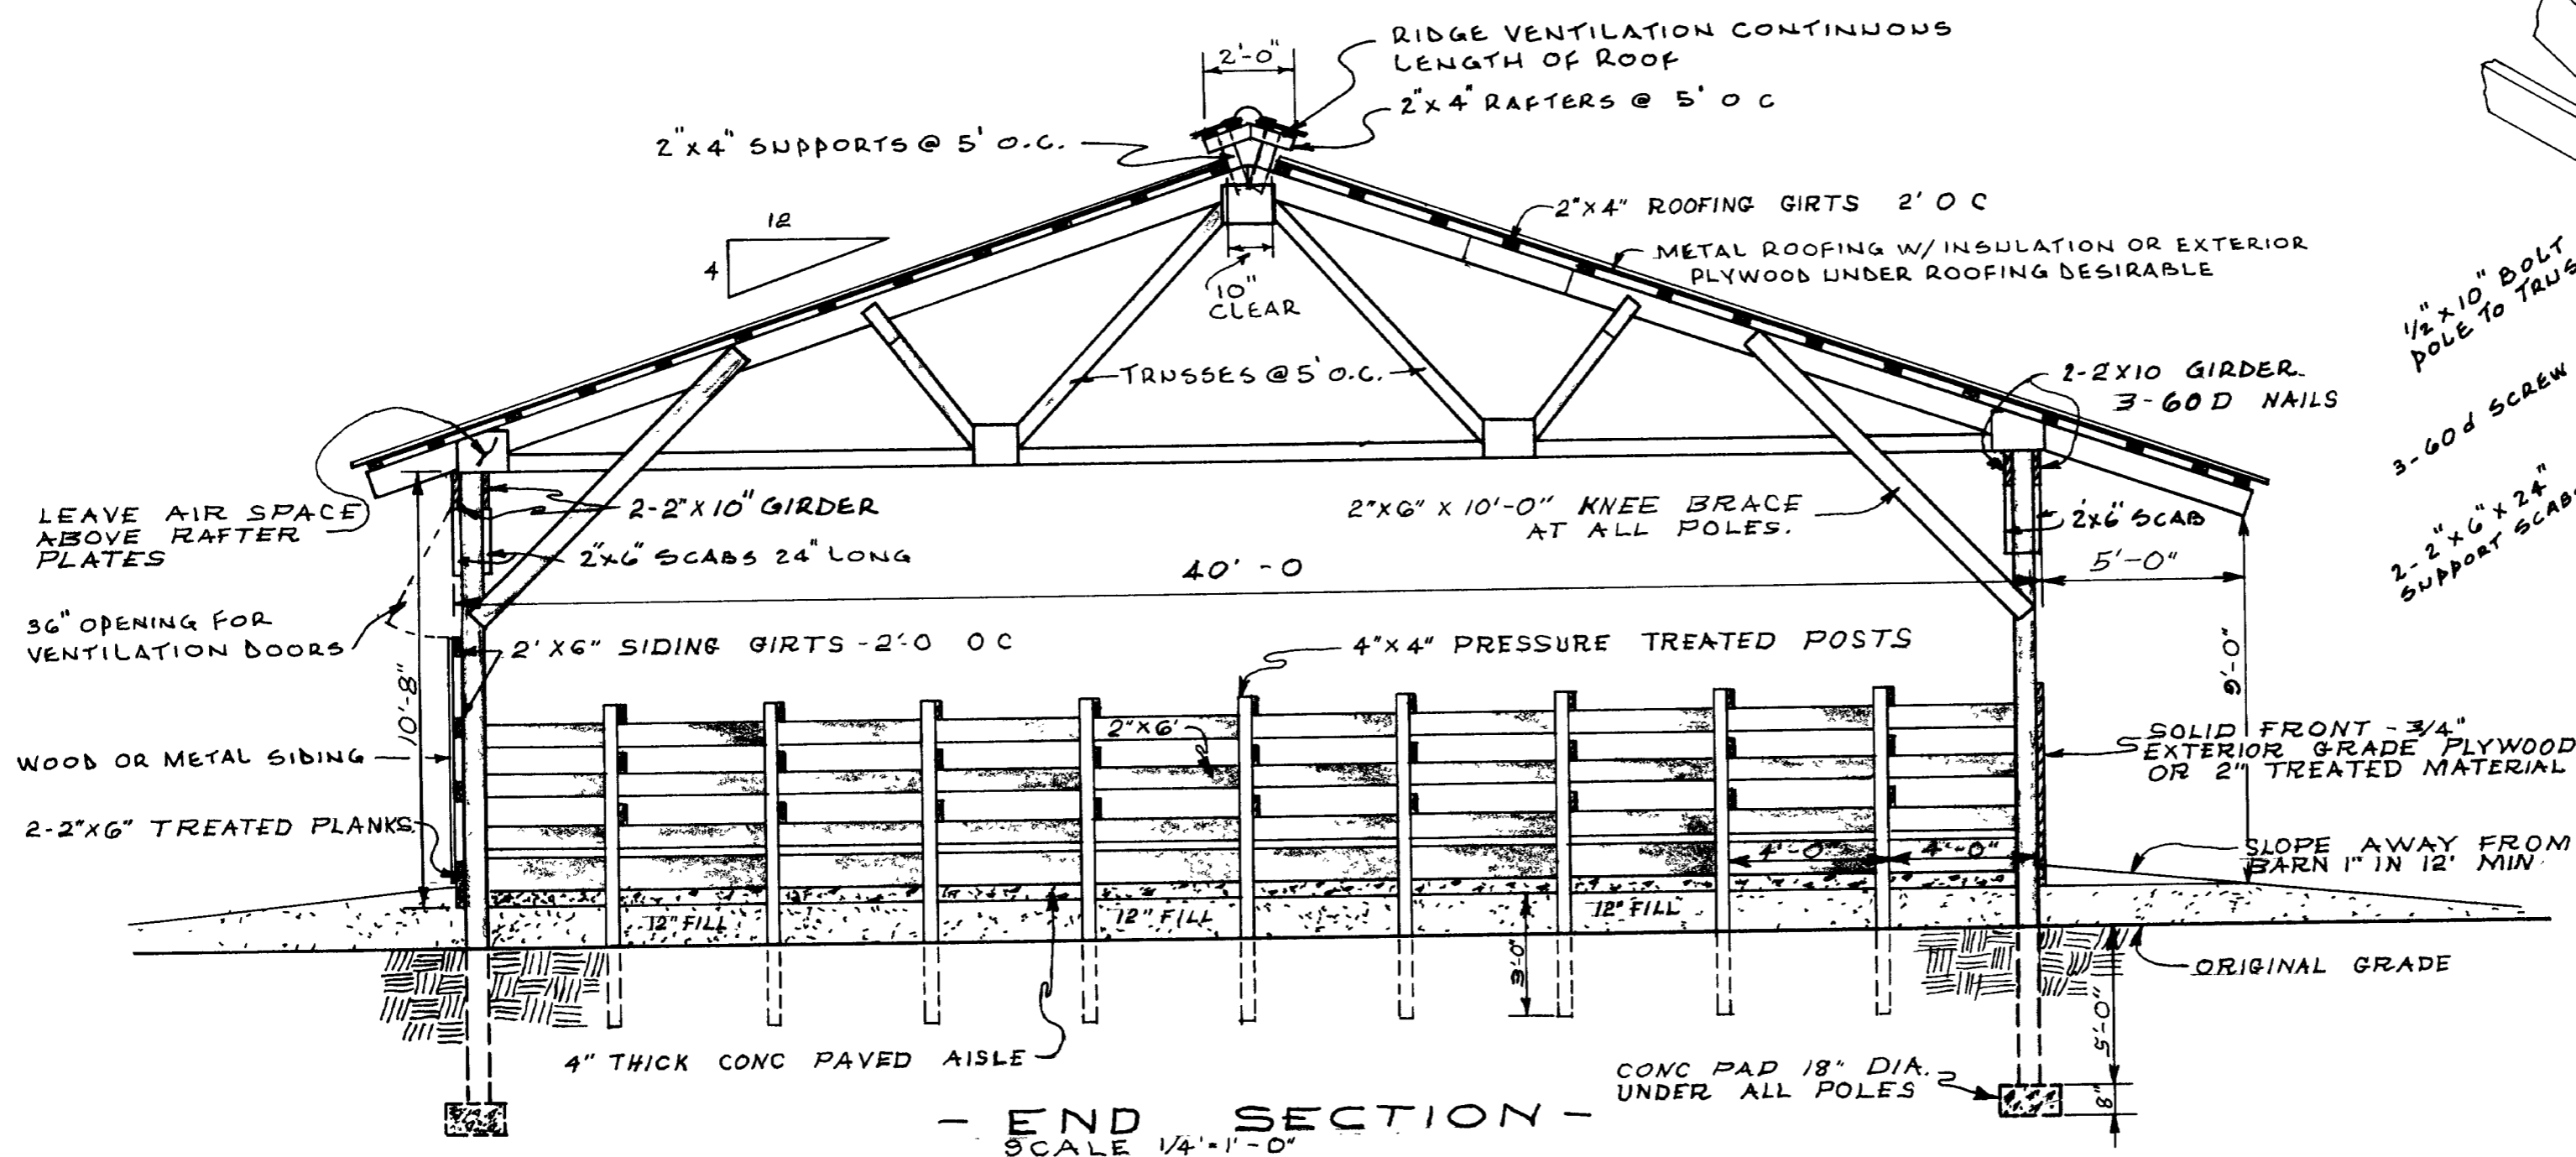 RIDGE VENTILATION CONTINUOUS
LENGTH OF ROOF
2'-0"
2"x4" RAFTERS @ 5' O C
2"x4" SUPPORTS @ 5' O.C.
12
4
2"x4" ROOFING GIRTS 2' O C
METAL ROOFING W/ INSULATION OR EXTERIOR
PLYWOOD UNDER ROOFING DESIRABLE
10"
CLEAR
TRUSSES @ 5' O.C.
1/2" x 10" BOLT
POLE TO TRUS
2-2X10 GIRDER
3-60D NAILS
3-60d SCREW
LEAVE AIR SPACE
ABOVE RAFTER
PLATES
2-2"X10" GIRDER
2"x6" SCABS 24" LONG
2"X6" X 10'-0" KNEE BRACE
AT ALL POLES.
2x6" SCAB
2-2"x6"x24"
SUPPORT SCAB
40'-0
5'-0"
36" OPENING FOR
VENTILATION DOORS
2'X6" SIDING GIRTS -2'-0 O C
4"X4" PRESSURE TREATED POSTS
10'-8"
9'-0"
2"X6'
WOOD OR METAL SIDING
SOLID FRONT - 3/4"
EXTERIOR GRADE PLYWOOD
OR 2" TREATED MATERIAL
2-2"X6" TREATED PLANKS
4'-0" 4'-0"
SLOPE AWAY FROM
BARN 1" IN 12' MIN.
12" FILL 12" FILL 12" FILL
3'-0"
ORIGINAL GRADE
5'-0"
4" THICK CONC PAVED AISLE
CONC PAD 18" DIA.
UNDER ALL POLES
8"
- END SECTION -
SCALE 1/4'=1'-0"